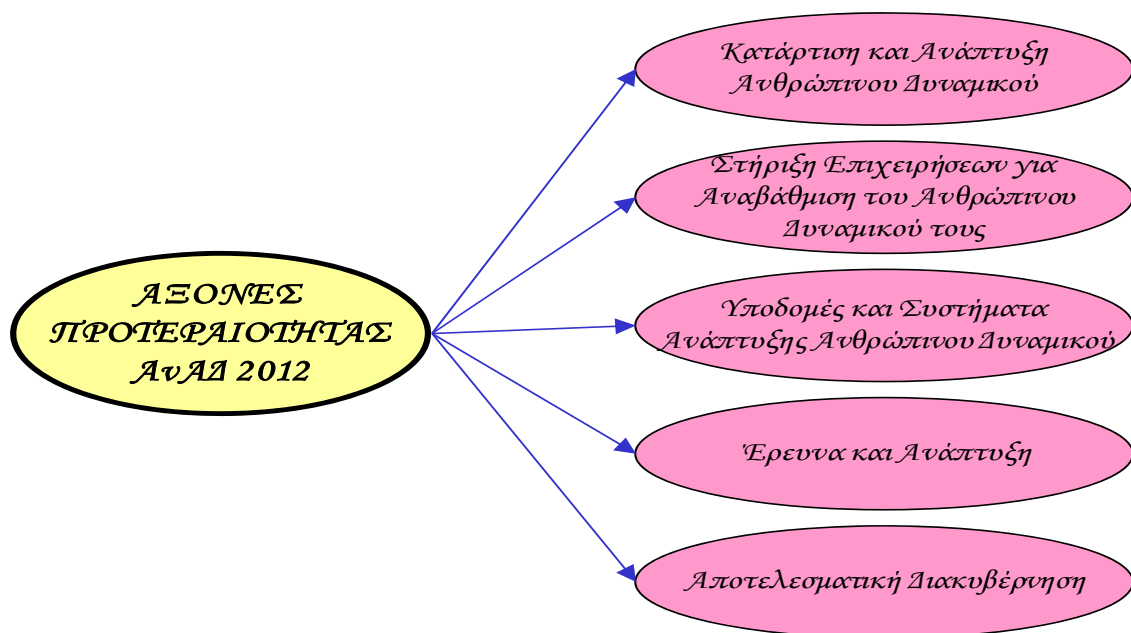 ΑΞΟΝΕΣ
ΠΡΟΤΕΡΑΙΟΤΗΤΑΣ
ΑνΑΔ 2012
Κατάρτιση και Ανάπτυξη
Ανθρώπινου Δυναμικού
Στήριξη Επιχειρήσεων για
Αναβάθμιση του Ανθρώπινου
Δυναμικού τους
Υποδομές και Συστήματα
Ανάπτυξης Ανθρώπινου Δυναμικού
Έρευνα και Ανάπτυξη
Αποτελεσματική Διακυβέρνηση